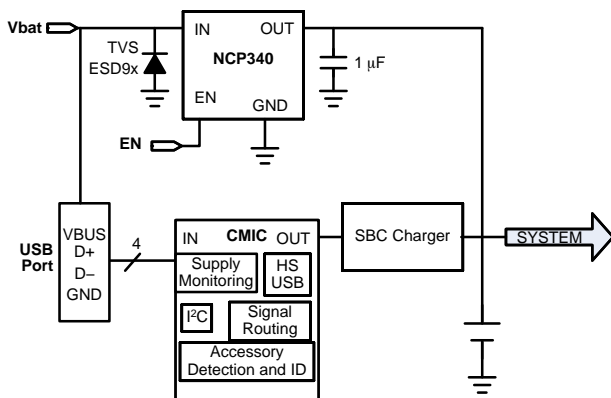 Vbat
IN
OUT
TVS
ESD9x
NCP340
1 μF
EN
GND
EN
USB
Port
VBUS
D+
D–
GND
4
IN
CMIC
OUT
Supply
Monitoring
HS
USB
I²C
Signal
Routing
Accessory
Detection and ID
SBC Charger
SYSTEM